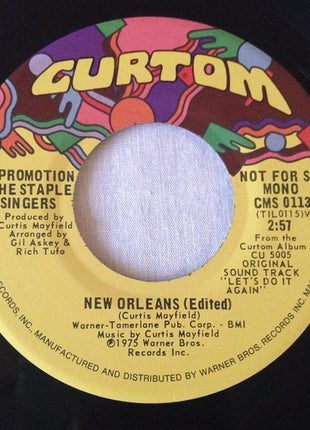 CURTOM
PROMOTION
HE STAPLE
SINGERS
Produced by
Curtis Mayfield
Arranged by
Gil Askey &
Rich Tufo
NOT FOR S
MONO
CMS 0113
(TIL0115)V
2:57
From the
Curtom Album
CU 5005
ORIGINAL
SOUND TRACK
"LET'S DO IT
AGAIN"
NEW ORLEANS (Edited)
(Curtis Mayfield)
Warner-Tamerlane Pub. Corp. - BMI
Music by Curtis Mayfield
℗1975 Warner Bros.
Records Inc.
RECORDS INC., MANUFACTURED AND DISTRIBUTED BY WARNER BROS. RECORDS INC.